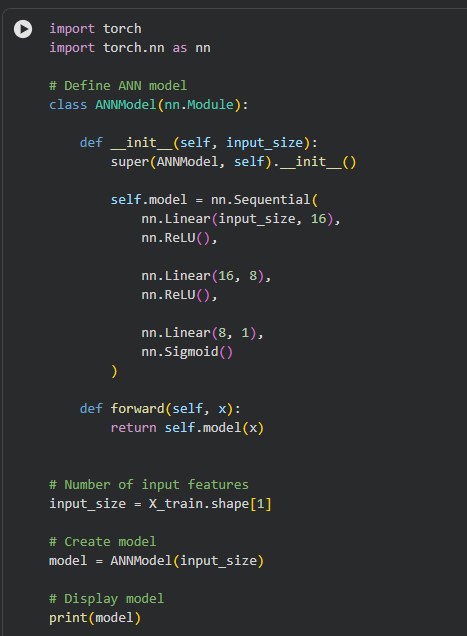 import torch
import torch.nn as nn

# Define ANN model
class ANNModel(nn.Module):

    def __init__(self, input_size):
        super(ANNModel, self).__init__()

        self.model = nn.Sequential(
            nn.Linear(input_size, 16),
            nn.ReLU(),

            nn.Linear(16, 8),
            nn.ReLU(),

            nn.Linear(8, 1),
            nn.Sigmoid()
        )

    def forward(self, x):
        return self.model(x)


# Number of input features
input_size = X_train.shape[1]

# Create model
model = ANNModel(input_size)

# Display model
print(model)